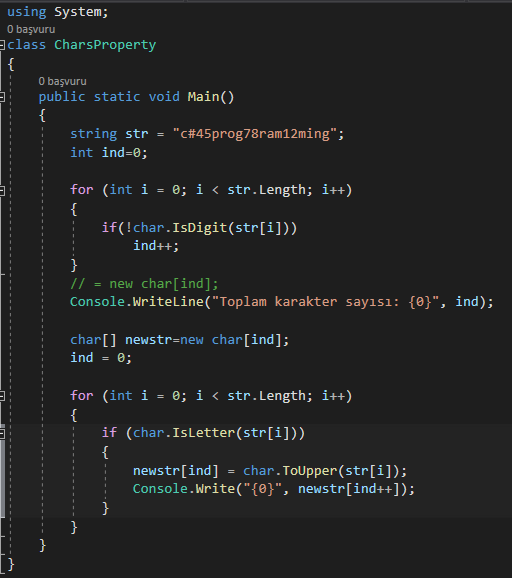 using System;
0 başvuru
class CharsProperty
{
0 başvuru
public static void Main()
{
string str = "c#45prog78ram12ming";
int ind=0;
for (int i = 0; i < str.Length; i++)
{
if(!char.IsDigit(str[i]))
ind++;
}
// = new char[ind];
Console.WriteLine("Toplam karakter sayısı: {0}", ind);
char[] newstr=new char[ind];
ind = 0;
for (int i = 0; i < str.Length; i++)
{
if (char.IsLetter(str[i]))
{
newstr[ind] = char.ToUpper(str[i]);
Console.Write("{0}", newstr[ind++]);
}
}
}
}